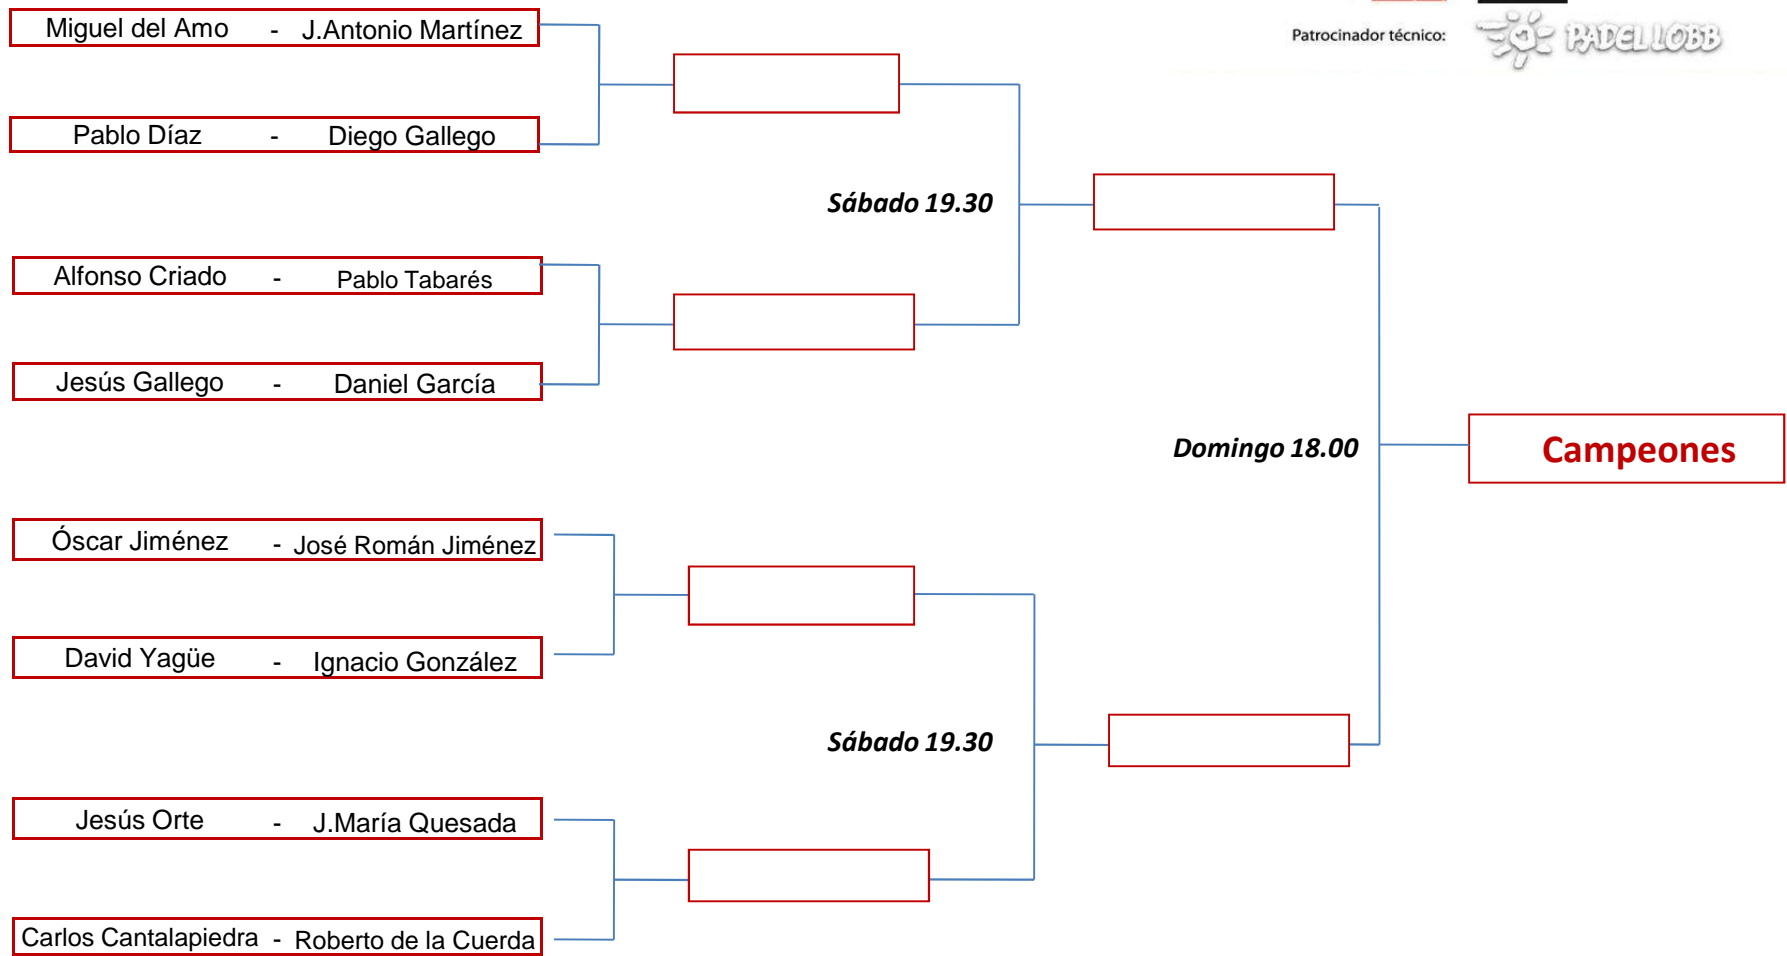 Miguel del Amo - J.Antonio Martínez
Patrocinador técnico: PADELLOBB
Pablo Díaz - Diego Gallego
Sábado 19.30
Alfonso Criado - Pablo Tabarés
Jesús Gallego - Daniel García
Domingo 18.00
Campeones
Óscar Jiménez - José Román Jiménez
David Yagüe - Ignacio González
Sábado 19.30
Jesús Orte - J.María Quesada
Carlos Cantalapiedra - Roberto de la Cuerda